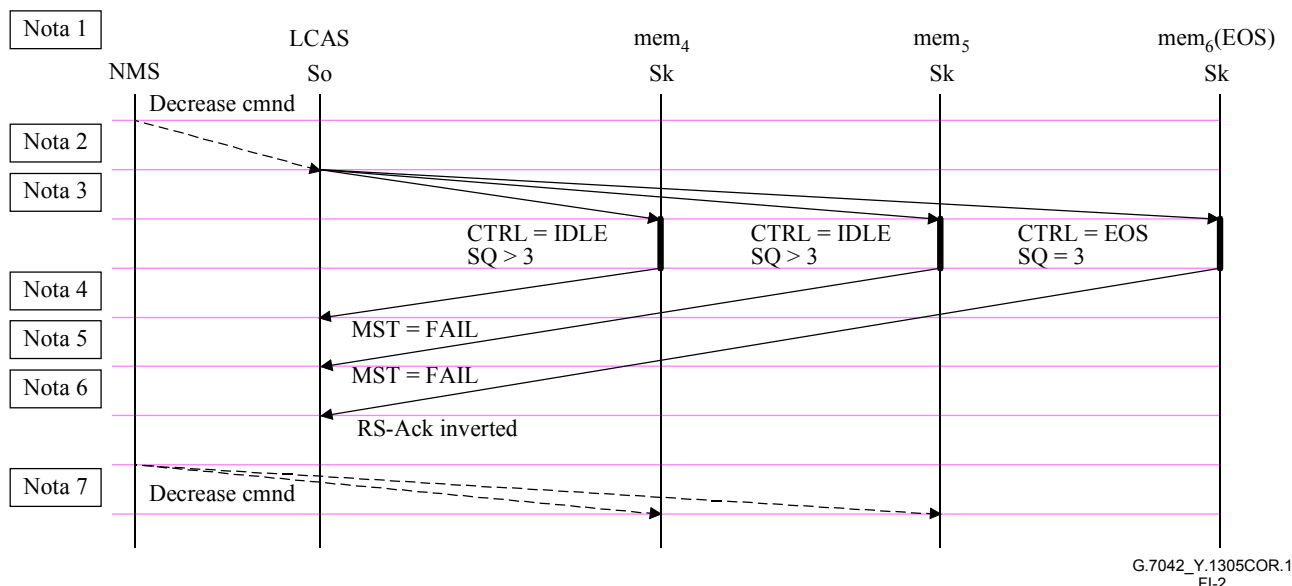 Nota 1
LCAS mem4 mem5 mem6(EOS)
NMS So Sk Sk Sk
Decrease cmnd
Nota 2
Nota 3
CTRL = IDLE CTRL = IDLE CTRL = EOS
SQ > 3 SQ > 3 SQ = 3
Nota 4
MST = FAIL
Nota 5
MST = FAIL
Nota 6
RS-Ack inverted
Nota 7
Decrease cmnd
G.7042_Y.1305COR.1
FI-2